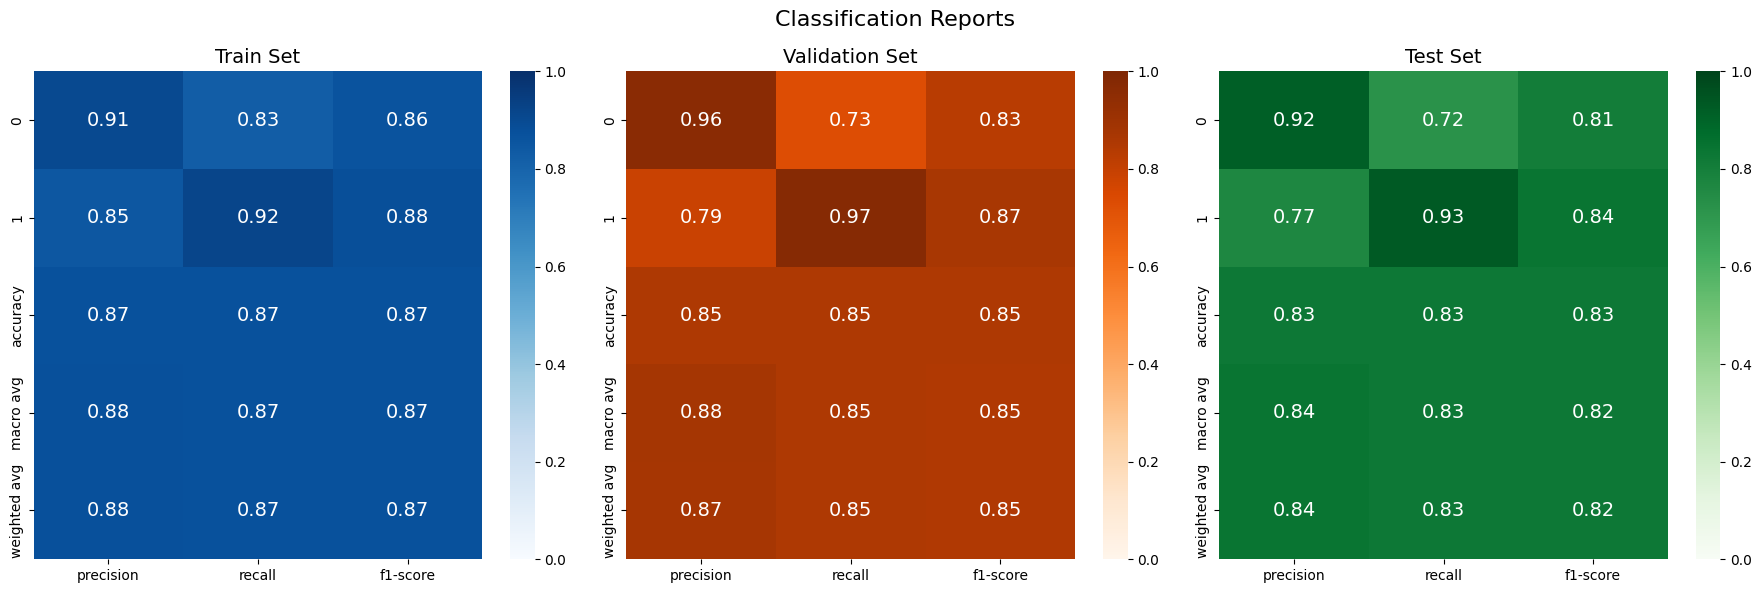 Classification Reports
Train Set
0 0.91 0.83 0.86
1 0.85 0.92 0.88
accuracy 0.87 0.87 0.87
macro avg 0.88 0.87 0.87
weighted avg 0.88 0.87 0.87
precision recall f1-score
1.0
0.8
0.6
0.4
0.2
0.0
Validation Set
0 0.96 0.73 0.83
1 0.79 0.97 0.87
accuracy 0.85 0.85 0.85
macro avg 0.88 0.85 0.85
weighted avg 0.87 0.85 0.85
precision recall f1-score
1.0
0.8
0.6
0.4
0.2
0.0
Test Set
0 0.92 0.72 0.81
1 0.77 0.93 0.84
accuracy 0.83 0.83 0.83
macro avg 0.84 0.83 0.82
weighted avg 0.84 0.83 0.82
precision recall f1-score
1.0
0.8
0.6
0.4
0.2
0.0